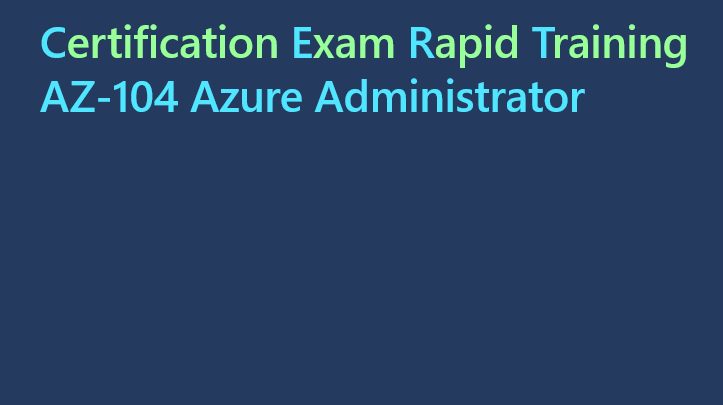 Certification Exam Rapid Training
AZ-104 Azure Administrator